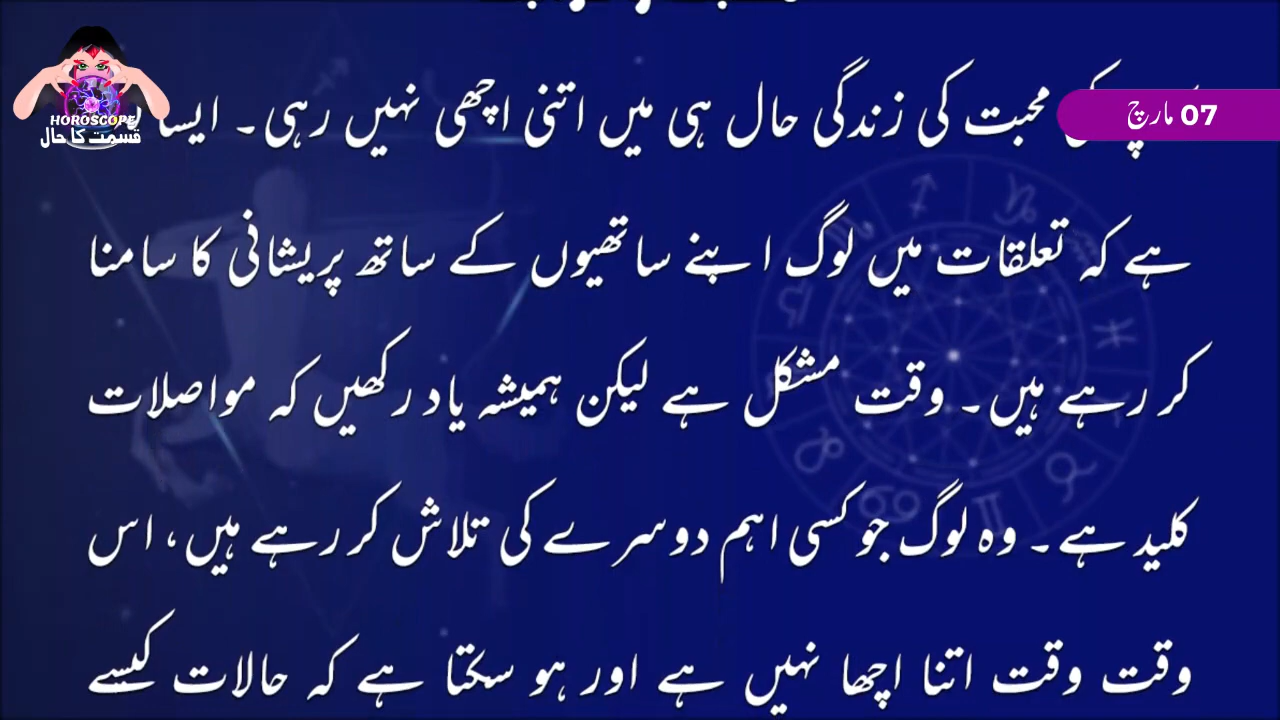 07 مارچ
HOROSCOPE
قسمت کا حال
کی محبت کی زندگی حال ہی میں اتنی اچھی نہیں رہی۔ ایسا
ہے کہ تعلقات میں لوگ اپنے ساتھیوں کے ساتھ پریشانی کا سامنا
کر رہے ہیں۔ وقت مشکل ہے لیکن ہمیشہ یاد رکھیں کہ مواصلات
کلید ہے۔ وہ لوگ جو کسی اہم دوسرے کی تلاش کر رہے ہیں، اس
وقت وقت اتنا اچھا نہیں ہے اور ہو سکتا ہے کہ حالات کیسے